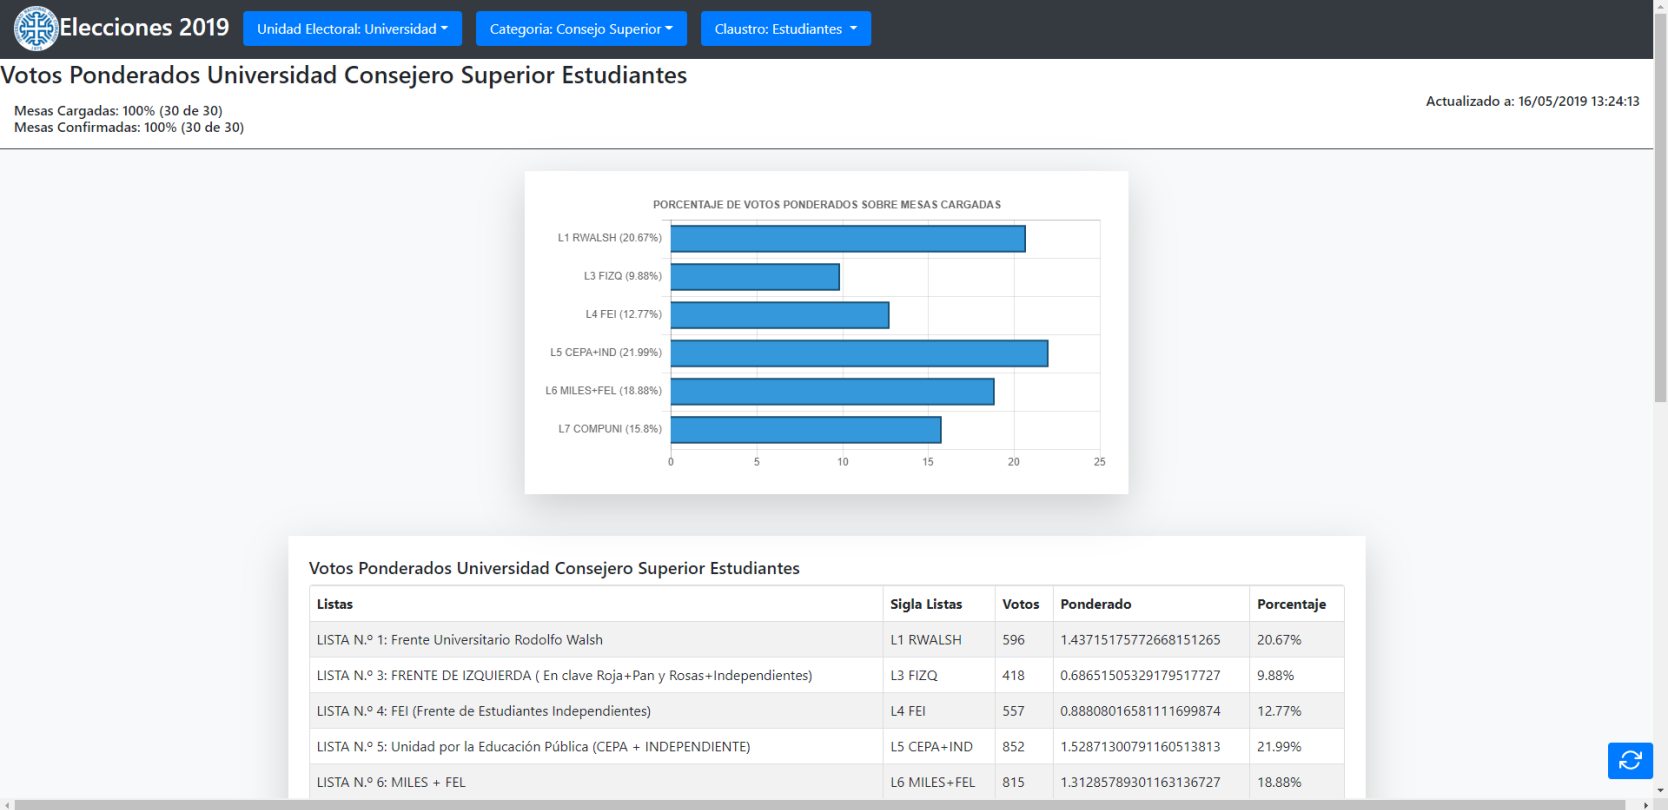 Elecciones 2019
Unidad Electoral: Universidad
Categoria: Consejo Superior
Claustro: Estudiantes
Votos Ponderados Universidad Consejero Superior Estudiantes
Mesas Cargadas: 100% (30 de 30)
Mesas Confirmadas: 100% (30 de 30)
Actualizado a: 16/05/2019 13:24:13
PORCENTAJE DE VOTOS PONDERADOS SOBRE MESAS CARGADAS
L1 RWALSH (20.67%)
L3 FIZQ (9.88%)
L4 FEI (12.77%)
L5 CEPA+IND (21.99%)
L6 MILES+FEL (18.88%)
L7 COMPUNI (15.8%)
0 5 10 15 20 25
Votos Ponderados Universidad Consejero Superior Estudiantes
Listas Sigla Listas Votos Ponderado Porcentaje
LISTA N.º 1: Frente Universitario Rodolfo Walsh L1 RWALSH 596 1.43715175772668151265 20.67%
LISTA N.º 3: FRENTE DE IZQUIERDA ( En clave Roja+Pan y Rosas+Independientes) L3 FIZQ 418 0.68651505329179517727 9.88%
LISTA N.º 4: FEI (Frente de Estudiantes Independientes) L4 FEI 557 0.88808016581111699874 12.77%
LISTA N.º 5: Unidad por la Educación Pública (CEPA + INDEPENDIENTE) L5 CEPA+IND 852 1.52871300791160513813 21.99%
LISTA N.º 6: MILES + FEL L6 MILES+FEL 815 1.31285789301163136727 18.88%